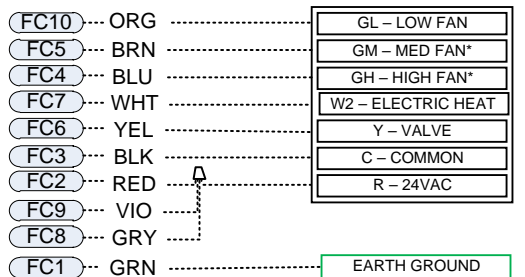 FC10 ORG GL – LOW FAN
FC5 BRN GM – MED FAN*
FC4 BLU GH – HIGH FAN*
FC7 WHT W2 – ELECTRIC HEAT
FC6 YEL Y – VALVE
FC3 BLK C – COMMON
FC2 RED R – 24VAC
FC9 VIO
FC8 GRY
FC1 GRN EARTH GROUND